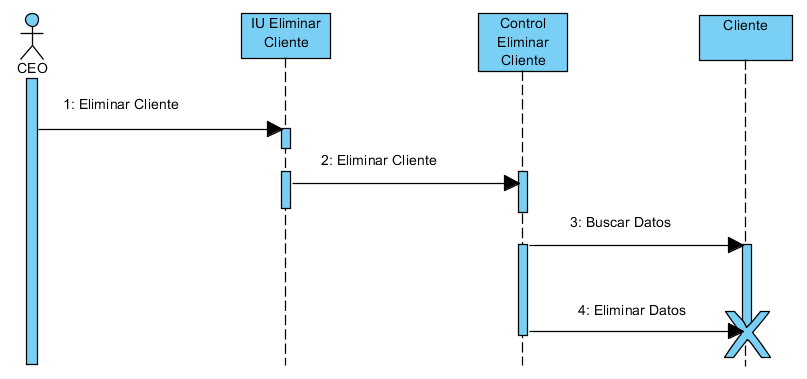 IU Eliminar
Cliente
Control
Eliminar
Cliente
Cliente
CEO
1: Eliminar Cliente
2: Eliminar Cliente
3: Buscar Datos
4: Eliminar Datos